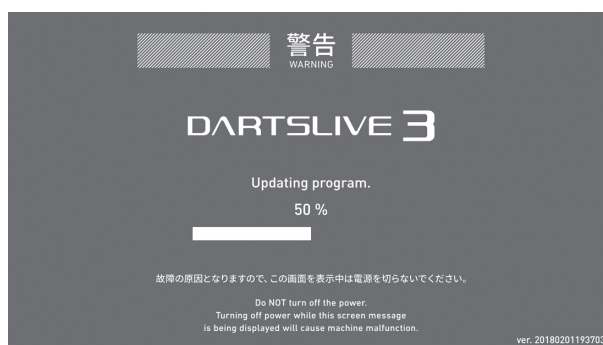 警告
WARNING
DARTSLIVE 3
Updating program.
50 %
故障の原因となりますので、この画面を表示中は電源を切らないでください。
Do NOT turn off the power.
Turning off power while this screen message
is being displayed will cause machine malfunction.
ver. 20180201193703